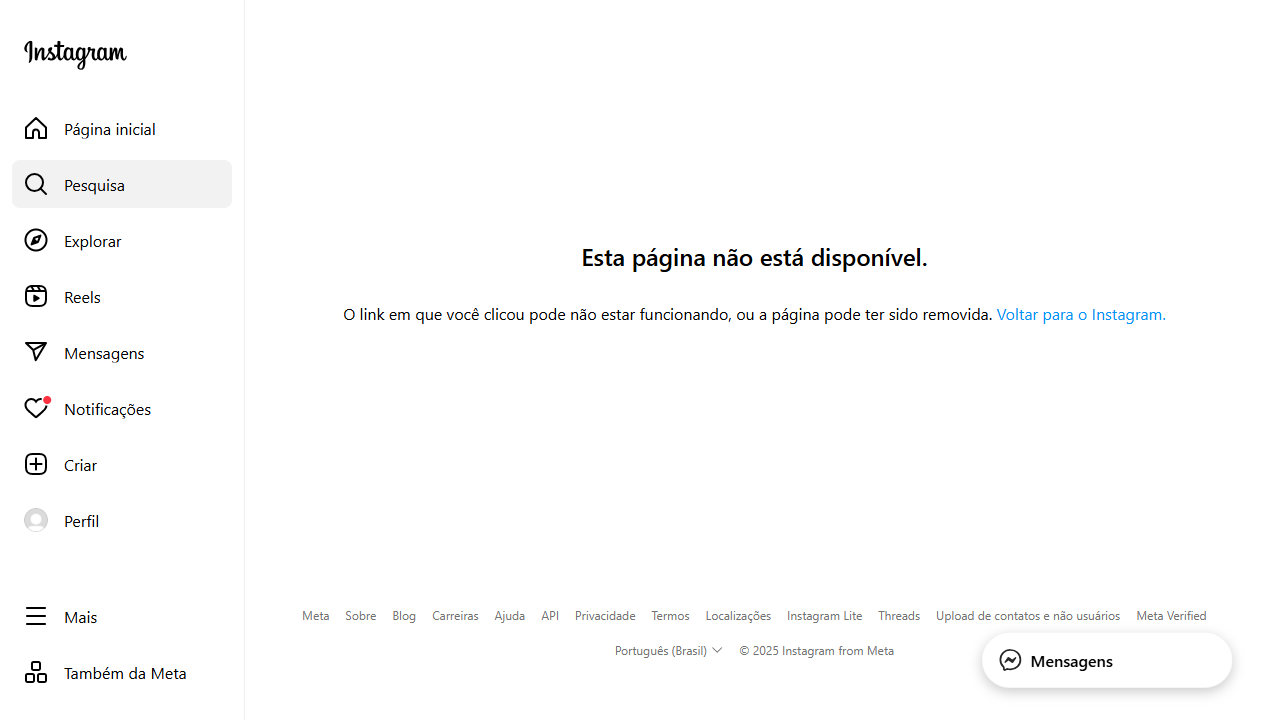 Instagram
Página inicial
Pesquisa
Explorar
Reels
Mensagens
Notificações
Criar
Perfil
Mais
Também da Meta
Esta página não está disponível.
O link em que você clicou pode não estar funcionando, ou a página pode ter sido removida. Voltar para o Instagram.
Meta Sobre Blog Carreiras Ajuda API Privacidade Termos Localizações Instagram Lite Threads Upload de contatos e não usuários Meta Verified
Português (Brasil) © 2025 Instagram from Meta
Mensagens